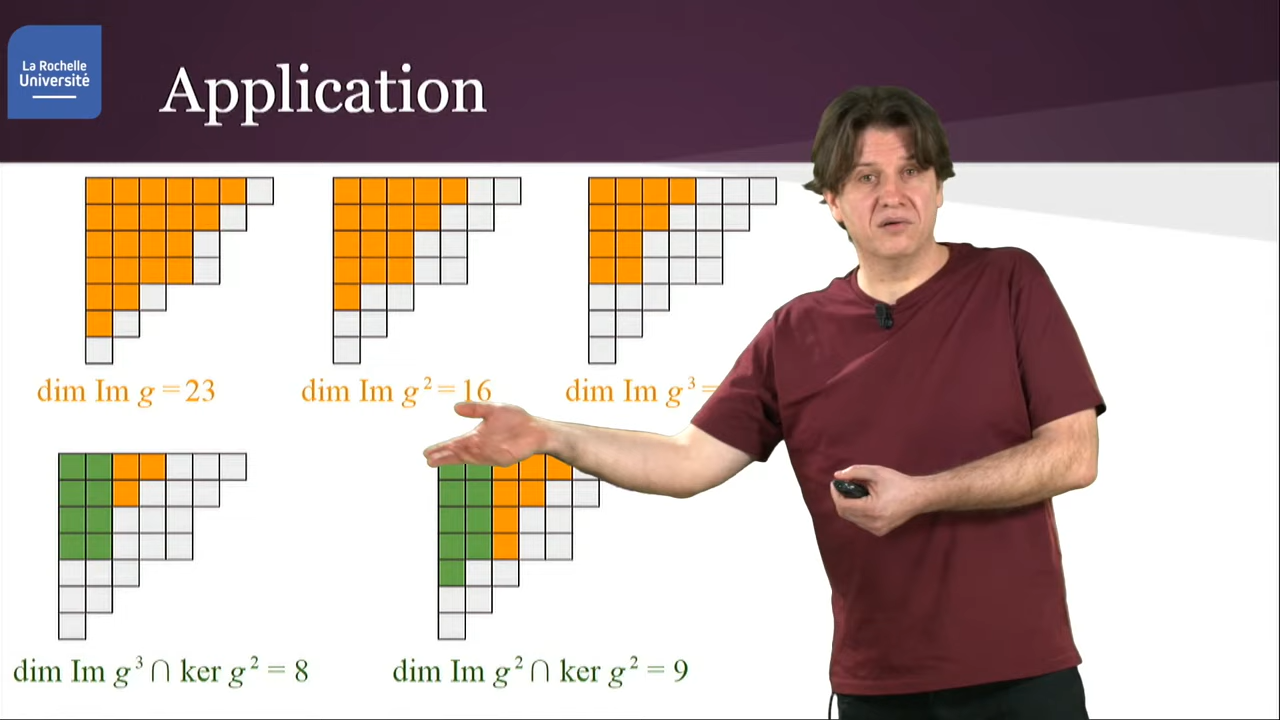 La Rochelle
Université
Application
dim Im g = 23
dim Im g² = 16
dim Im g³ =
dim Im g³ ∩ ker g² = 8
dim Im g² ∩ ker g² = 9